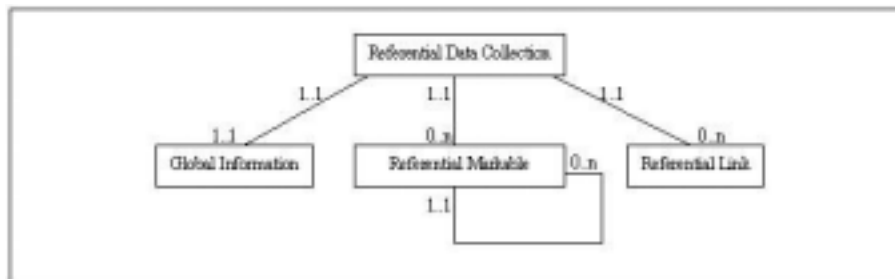 Referential Data Collection
1..1 1..1 1..1
1..1 0..n 0..n
Global Information Referential Markable 0..n Referential Link
1..1